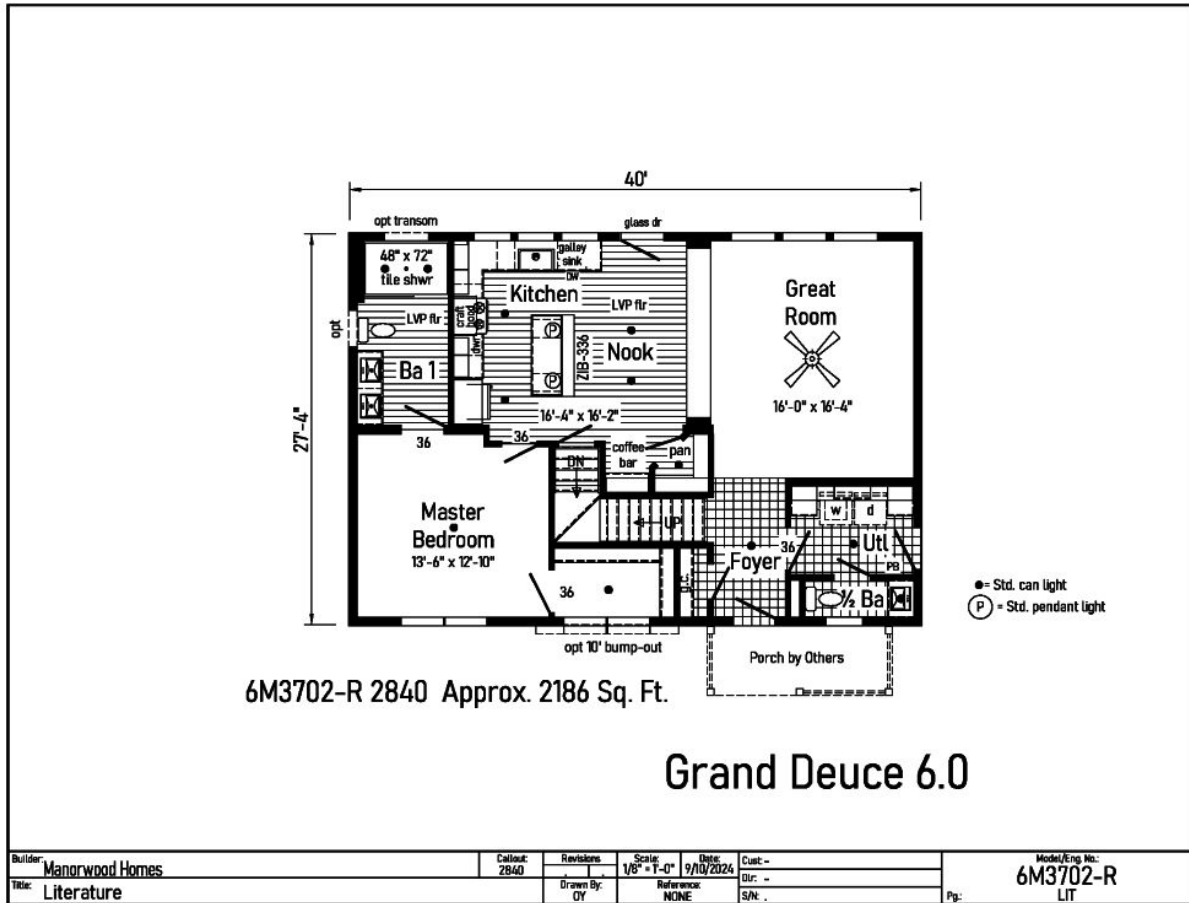 40'
opt transom
glass dr
48" x 72"
tile shwr
galley
sink
DW
Kitchen
Great
Room
LVP flr
craft
hood
LVP flr
opt
P
ZIB-336
Nook
dwr
Ba 1
P
16'-0" x 16'-4"
16'-4" x 16'-2"
27'-4"
36
36
coffee
bar
pan
DN
Master
Bedroom
13'-6" x 12'-10"
UP
w
d
Foyer
36
Utl
PB
36
g.c.
½ Ba
= Std. can light
P = Std. pendant light
opt 10' bump-out
Porch by Others
6M3702-R 2840 Approx. 2186 Sq. Ft.
Grand Deuce 6.0
Builder: Manorwood Homes
Callout: 2840
Revisions
Scale: 1/8" = 1'-0"
Date: 9/10/2024
Cust: -
Dlr: -
S/N: .
Model/Eng. No.:
6M3702-R
Title: Literature
Drawn By: OY
Reference: NONE
Pg.: LIT